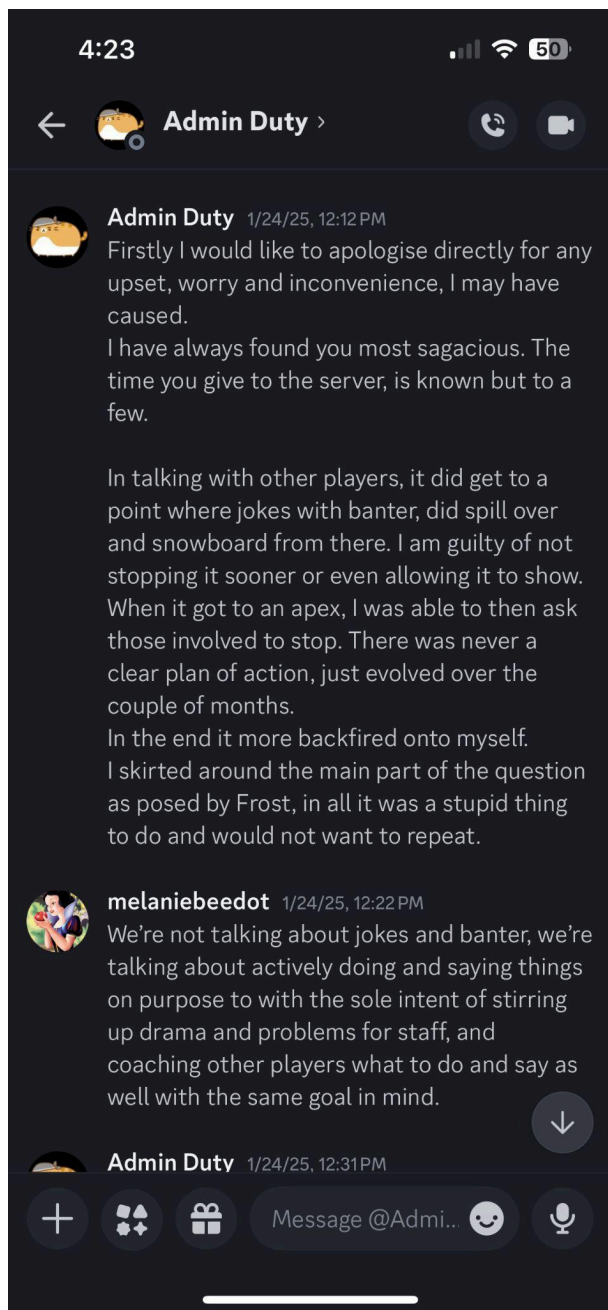 4:23
50
Admin Duty
Admin Duty 1/24/25, 12:12 PM
Firstly I would like to apologise directly for any
upset, worry and inconvenience, I may have
caused.
I have always found you most sagacious. The
time you give to the server, is known but to a
few.
In talking with other players, it did get to a
point where jokes with banter, did spill over
and snowboard from there. I am guilty of not
stopping it sooner or even allowing it to show.
When it got to an apex, I was able to then ask
those involved to stop. There was never a
clear plan of action, just evolved over the
couple of months.
In the end it more backfired onto myself.
I skirted around the main part of the question
as posed by Frost, in all it was a stupid thing
to do and would not want to repeat.
melaniebeedot 1/24/25, 12:22 PM
We're not talking about jokes and banter, we're
talking about actively doing and saying things
on purpose to with the sole intent of stirring
up drama and problems for staff, and
coaching other players what to do and say as
well with the same goal in mind.
Admin Duty 1/24/25, 12:31 PM
Message @Admi...